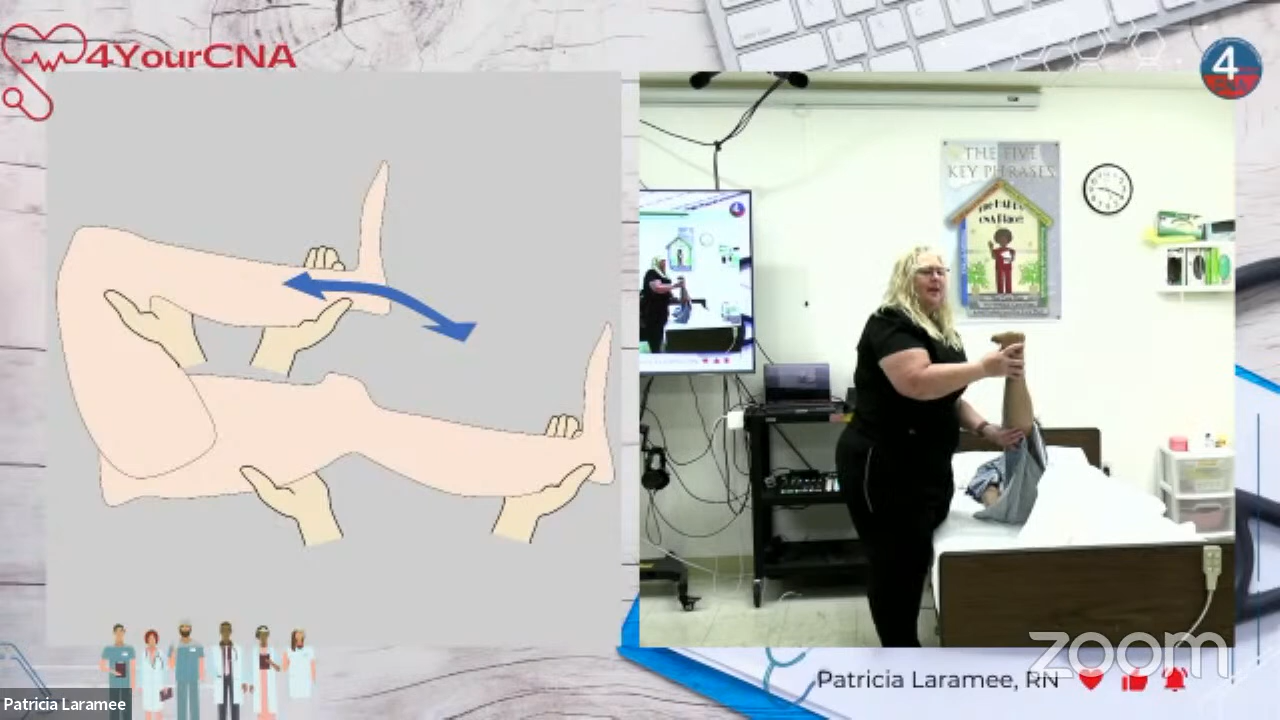 4YourCNA
4
THE FIVE
KEY PHRASES
zoom
Patricia Laramee, RN
Patricia Laramee